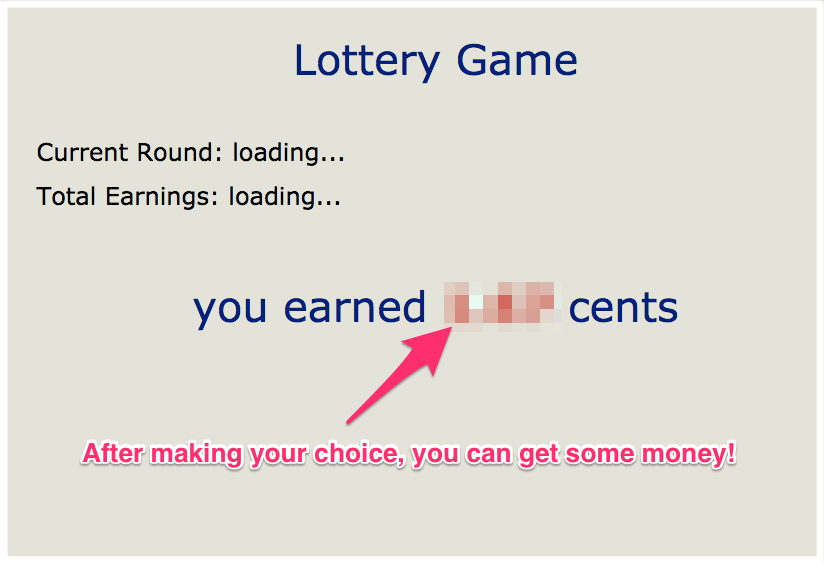 Lottery Game
Current Round: loading...
Total Earnings: loading...
you earned cents
After making your choice, you can get some money!